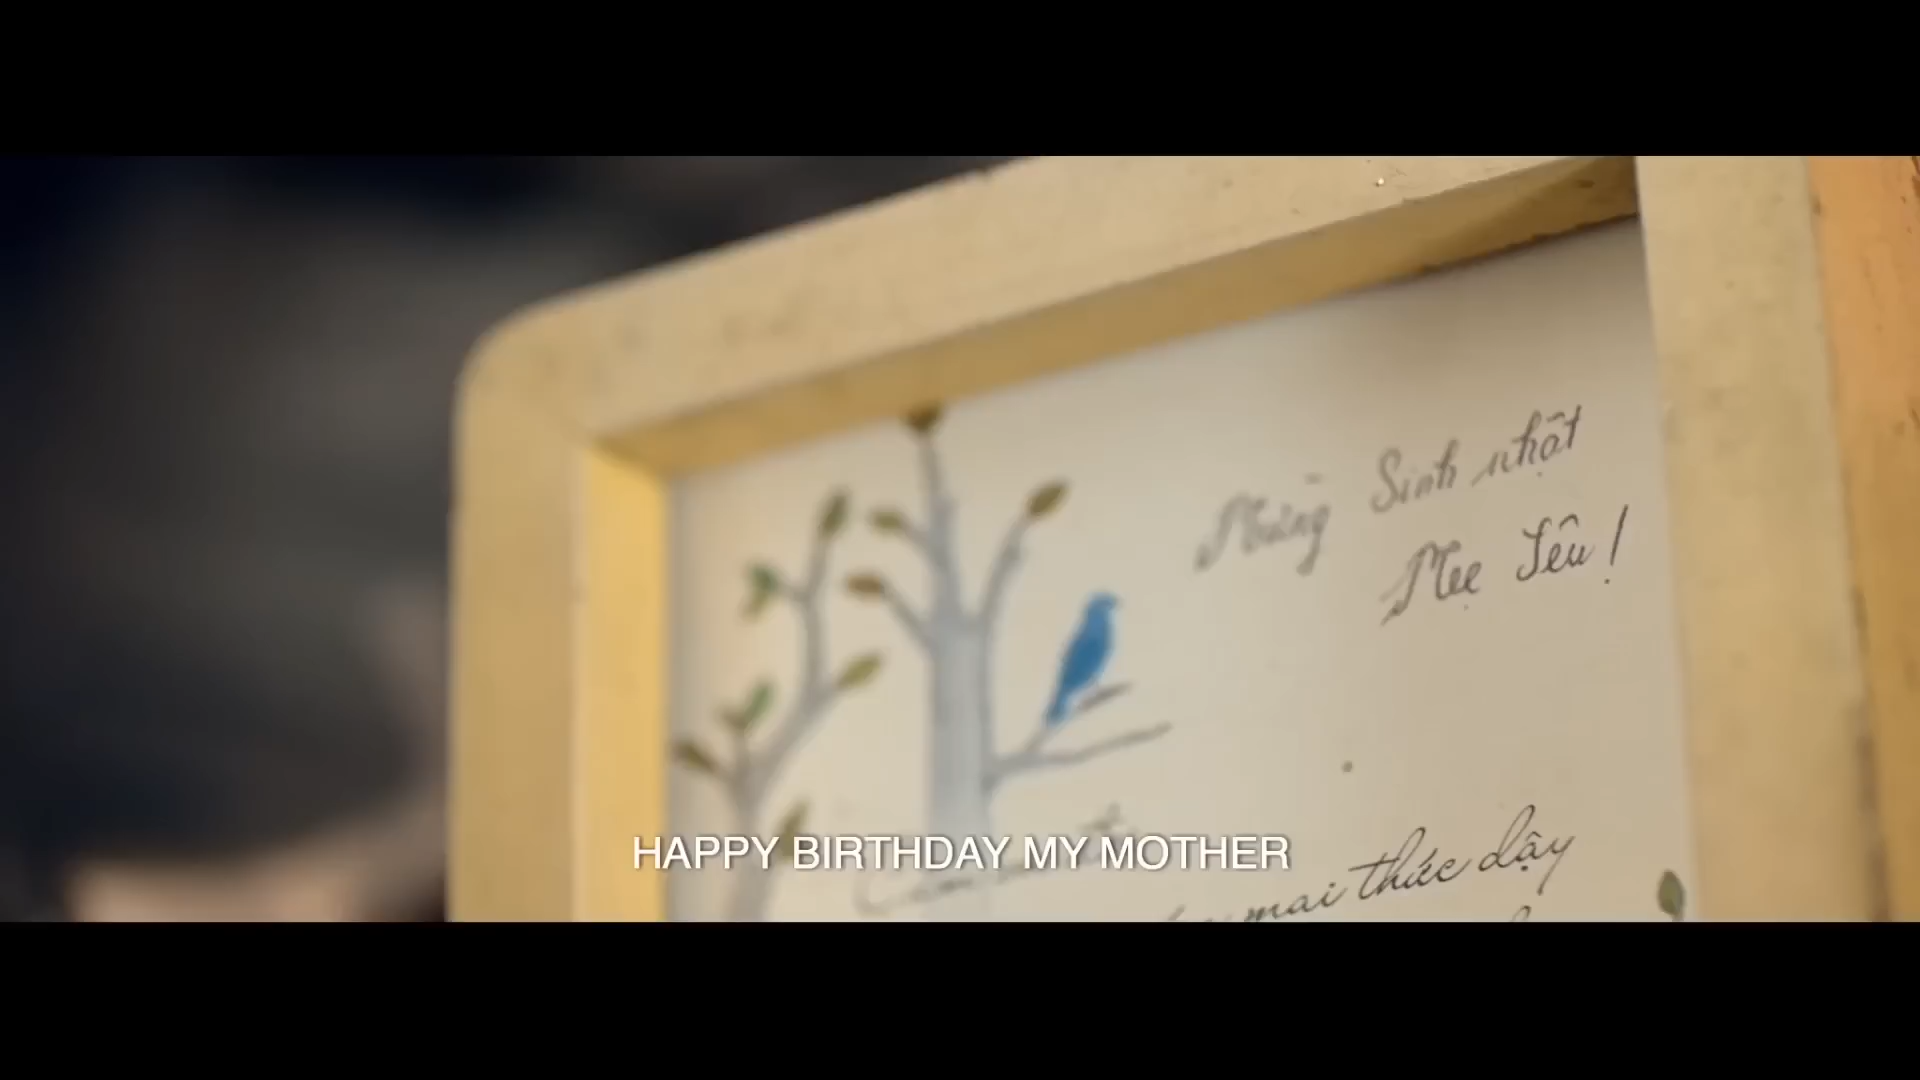 Mừng Sinh nhật
Mẹ Yêu!
mai thức dậy
HAPPY BIRTHDAY MY MOTHER